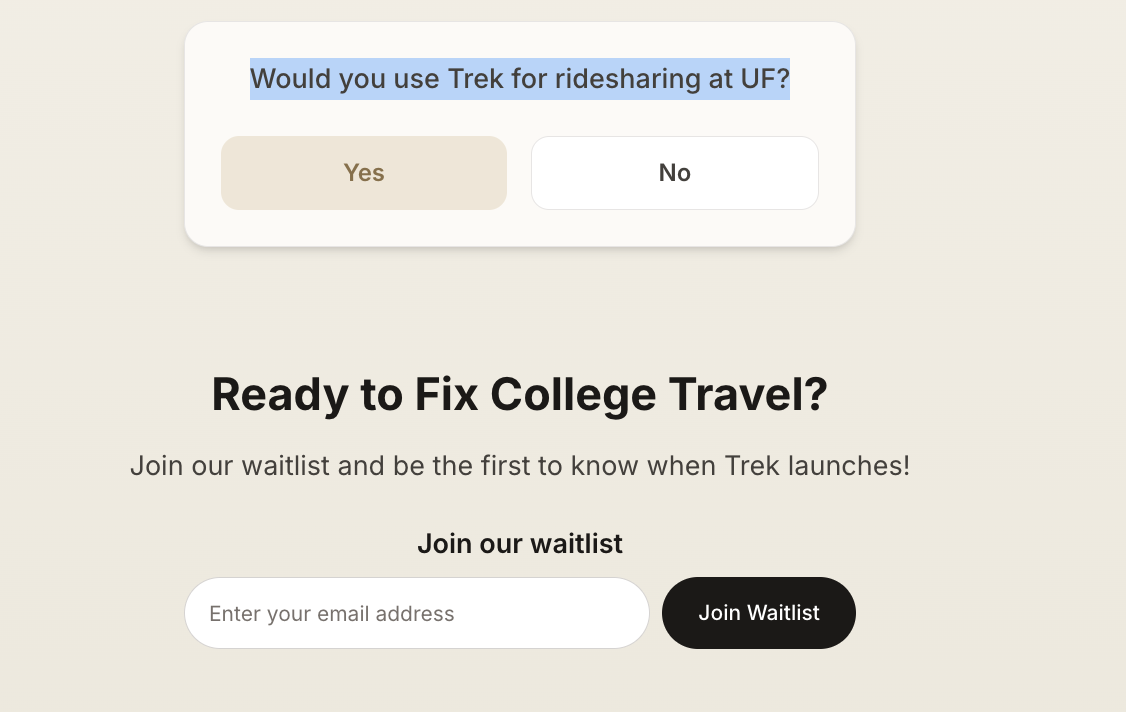 Would you use Trek for ridesharing at UF?
Yes
No
Ready to Fix College Travel?
Join our waitlist and be the first to know when Trek launches!
Join our waitlist
Enter your email address
Join Waitlist